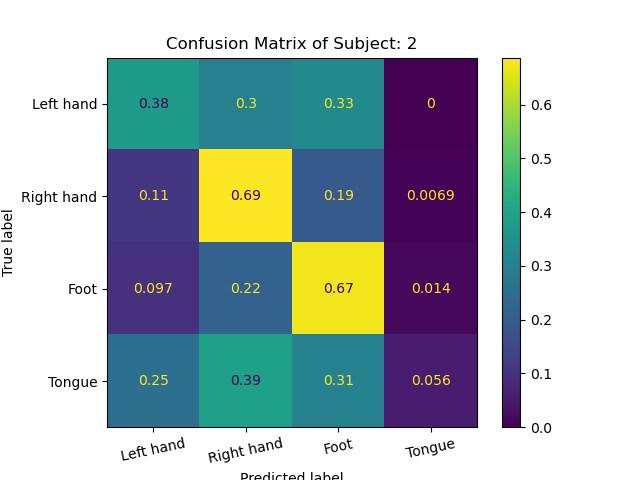 Confusion Matrix of Subject: 2
True label
Left hand 0.38 0.3 0.33 0
Right hand 0.11 0.69 0.19 0.0069
Foot 0.097 0.22 0.67 0.014
Tongue 0.25 0.39 0.31 0.056
Left hand Right hand Foot Tongue
Predicted label
0.6
0.5
0.4
0.3
0.2
0.1
0.0